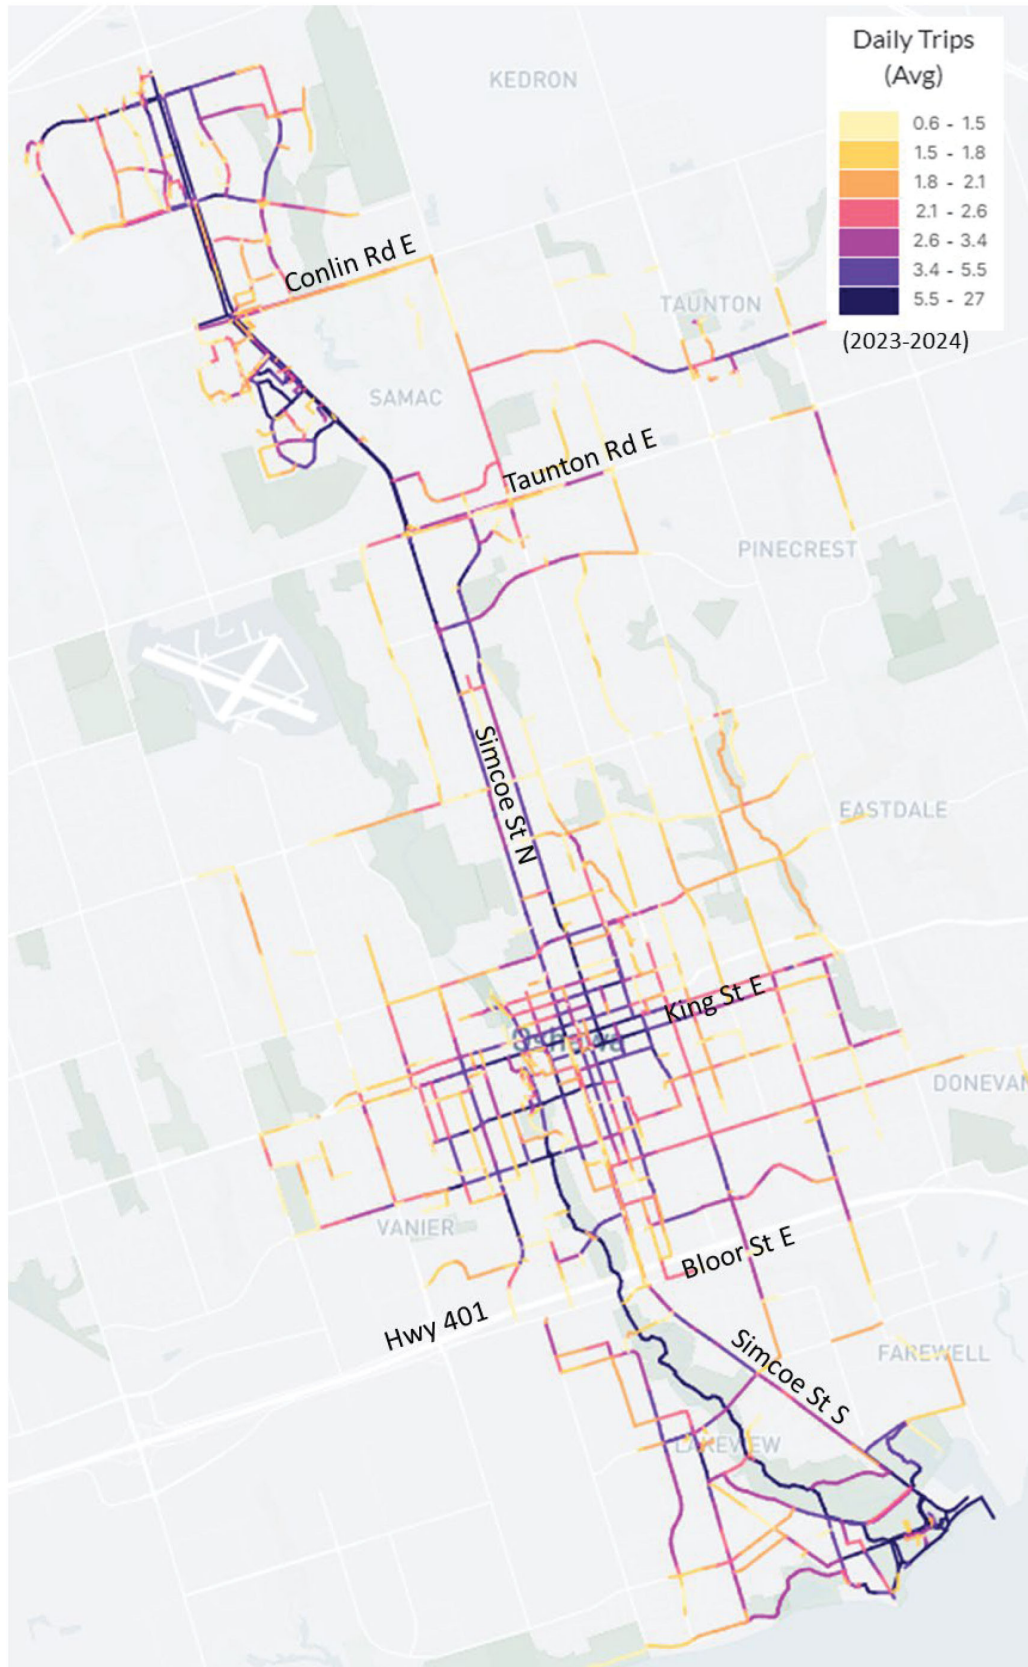 Daily Trips
(Avg)
0.6 - 1.5
1.5 - 1.8
1.8 - 2.1
2.1 - 2.6
2.6 - 3.4
3.4 - 5.5
5.5 - 27
(2023-2024)
KEDRON
Conlin Rd E
TAUNTON
SAMAC
Taunton Rd E
PINECREST
Simcoe St N
EASTDALE
King St E
Oshawa
DONEVAN
VANIER
Bloor St E
Hwy 401
Simcoe St S
FAREWELL
LAKEVIEW